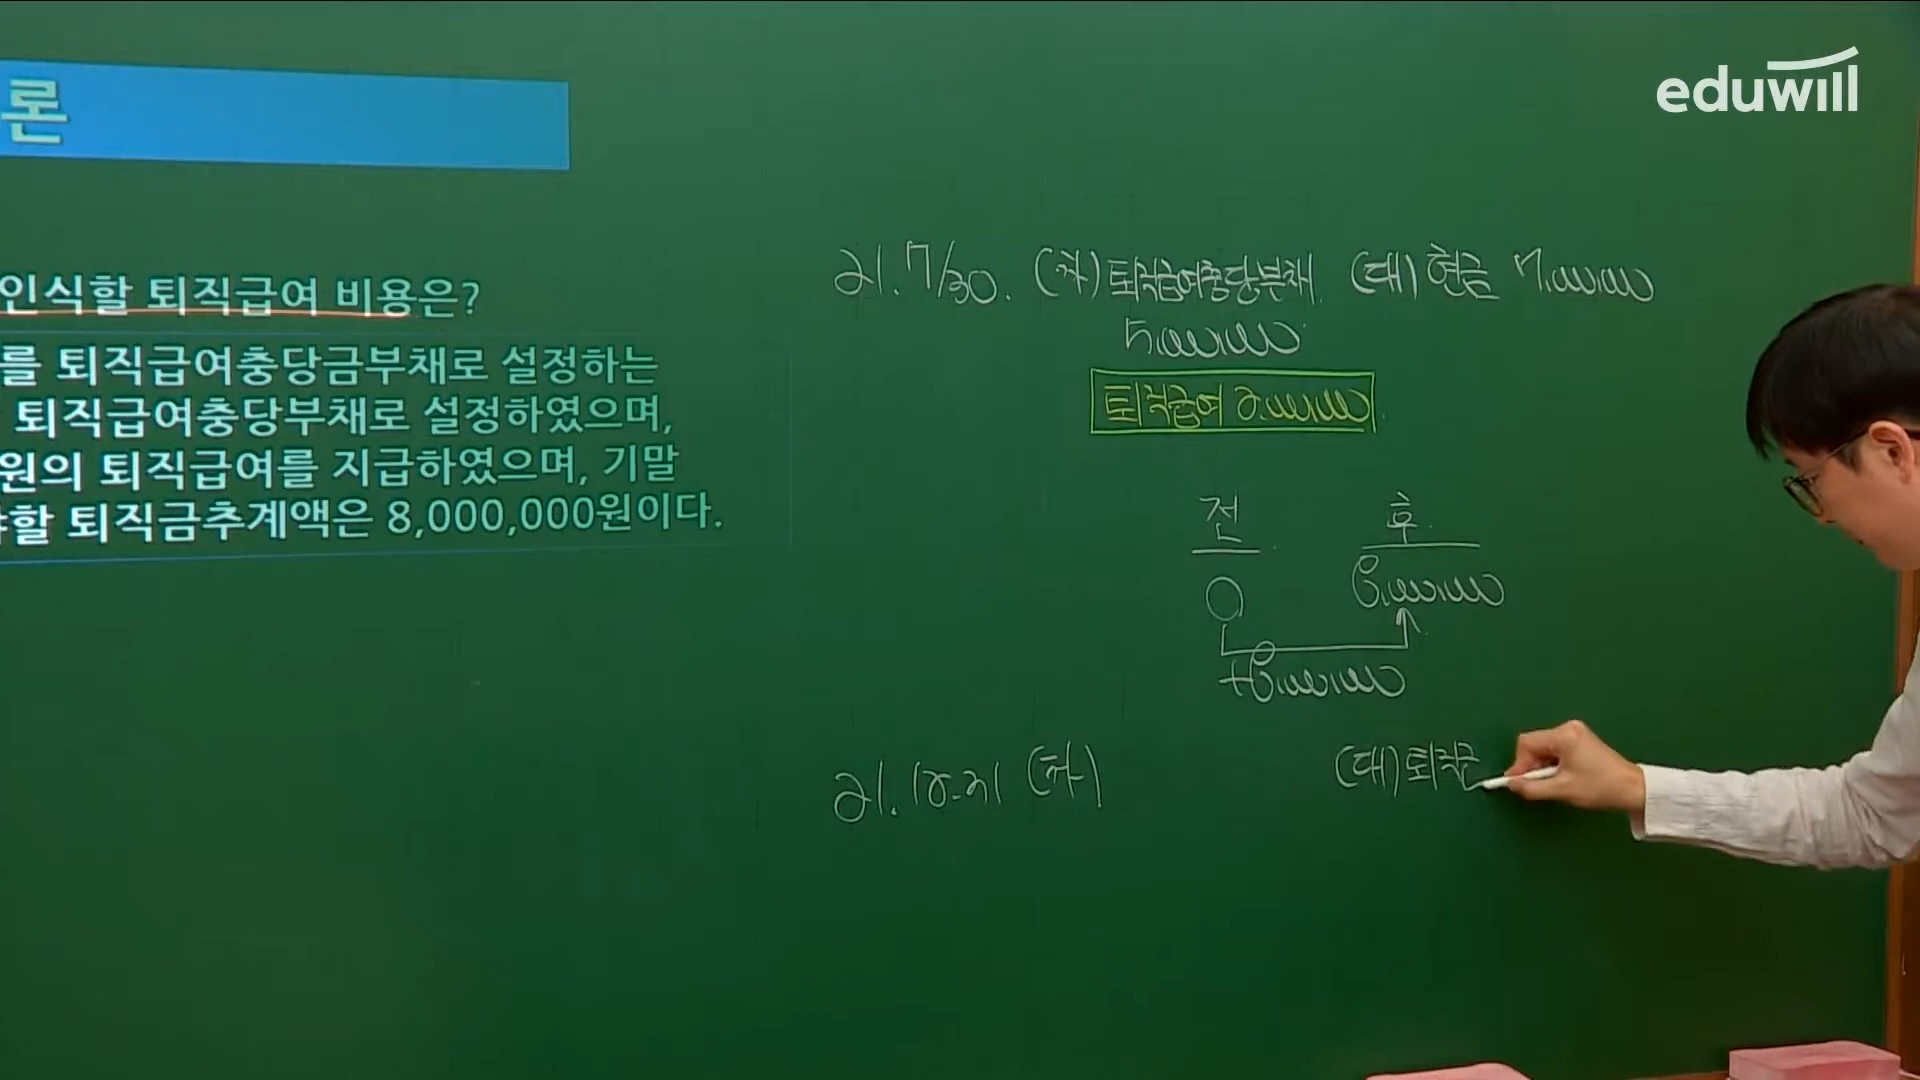 eduwill
론
인식할 퇴직급여 비용은?
를 퇴직급여충당금부채로 설정하는
퇴직급여충당부채로 설정하였으며,
원의 퇴직급여를 지급하였으며, 기말
할 퇴직금추계액은 8,000,000원이다.
21. 7/30. (차) 퇴직급여충당부채 (대) 현금 7,000,000
5,000,000
퇴직급여 2,000,000
전 후
0 8,000,000
+8,000,000
21. 12.31 (차) (대) 퇴직